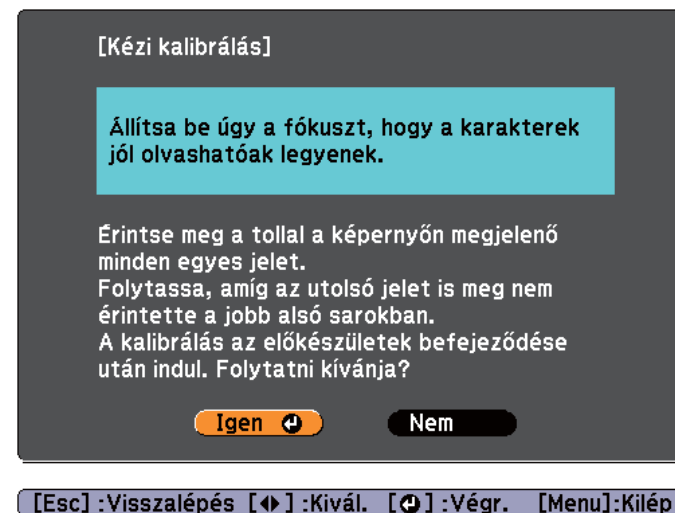 [Kézi kalibrálás]
Állítsa be úgy a fókuszt, hogy a karakterek
jól olvashatóak legyenek.
Érintse meg a tollal a képernyőn megjelenő
minden egyes jelet.
Folytassa, amíg az utolsó jelet is meg nem
érintette a jobb alsó sarokban.
A kalibrálás az előkészületek befejeződése
után indul. Folytatni kívánja?
Igen Nem
[Esc] :Visszalépés [◆] :Kivál. [⏎] :Végr. [Menu]:Kilép